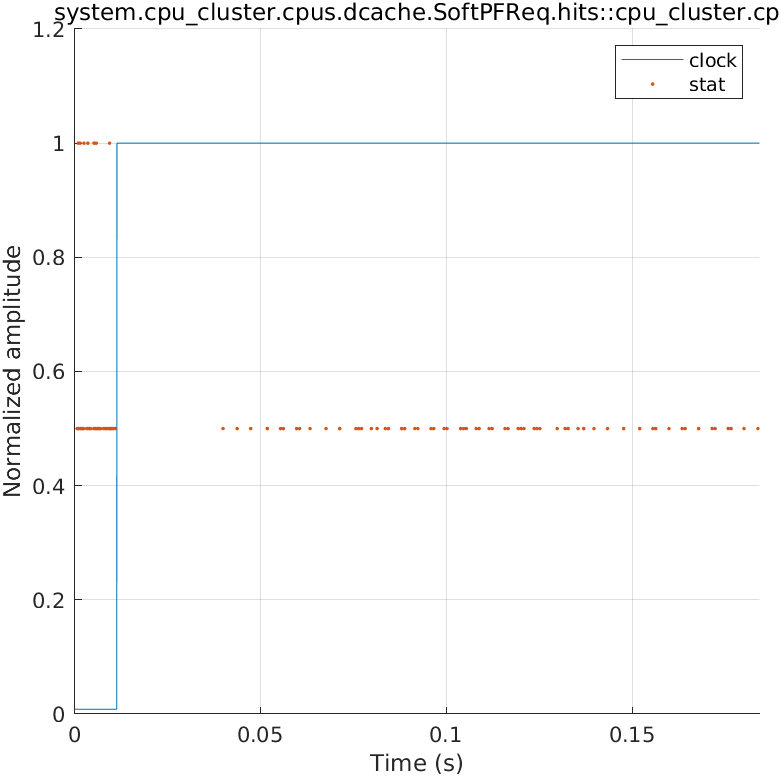 system.cpu_cluster.cpus.dcache.SoftPFReq.hits::cpu_cluster.cp
1.2
clock
stat
1
0.8
0.6
0.4
0.2
0
Normalized amplitude
0
0.05
0.1
0.15
Time (s)